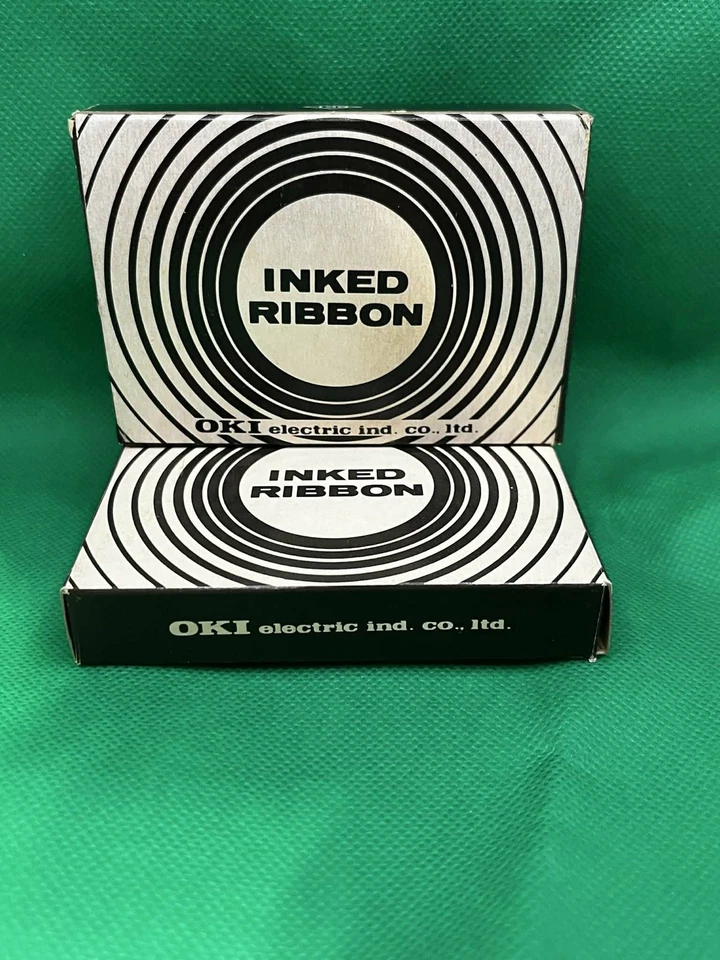 INKED
RIBBON
OKI electric ind. co., ltd.
INKED
RIBBON
OKI electric ind. co., ltd.